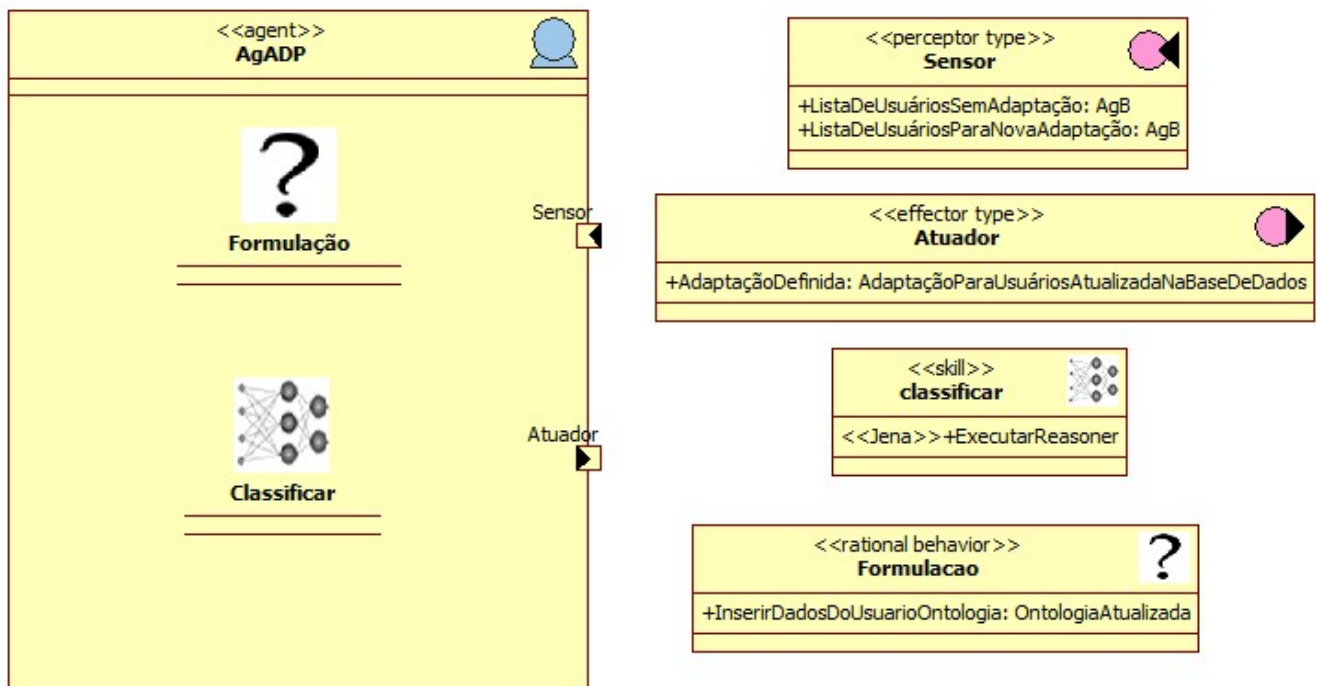 <<agent>>
AgADP
?
Formulação
Sensor
Classificar
Atuador
<<perceptor type>>
Sensor
+ListaDeUsuáriosSemAdaptação: AgB
+ListaDeUsuáriosParaNovaAdaptação: AgB
<<effector type>>
Atuador
+AdaptaçãoDefinida: AdaptaçãoParaUsuáriosAtualizadaNaBaseDeDados
<<skill>>
classificar
<<Jena>>+ExecutarReasoner
<<rational behavior>>
Formulacao
?
+InserirDadosDoUsuarioOntologia: OntologiaAtualizada